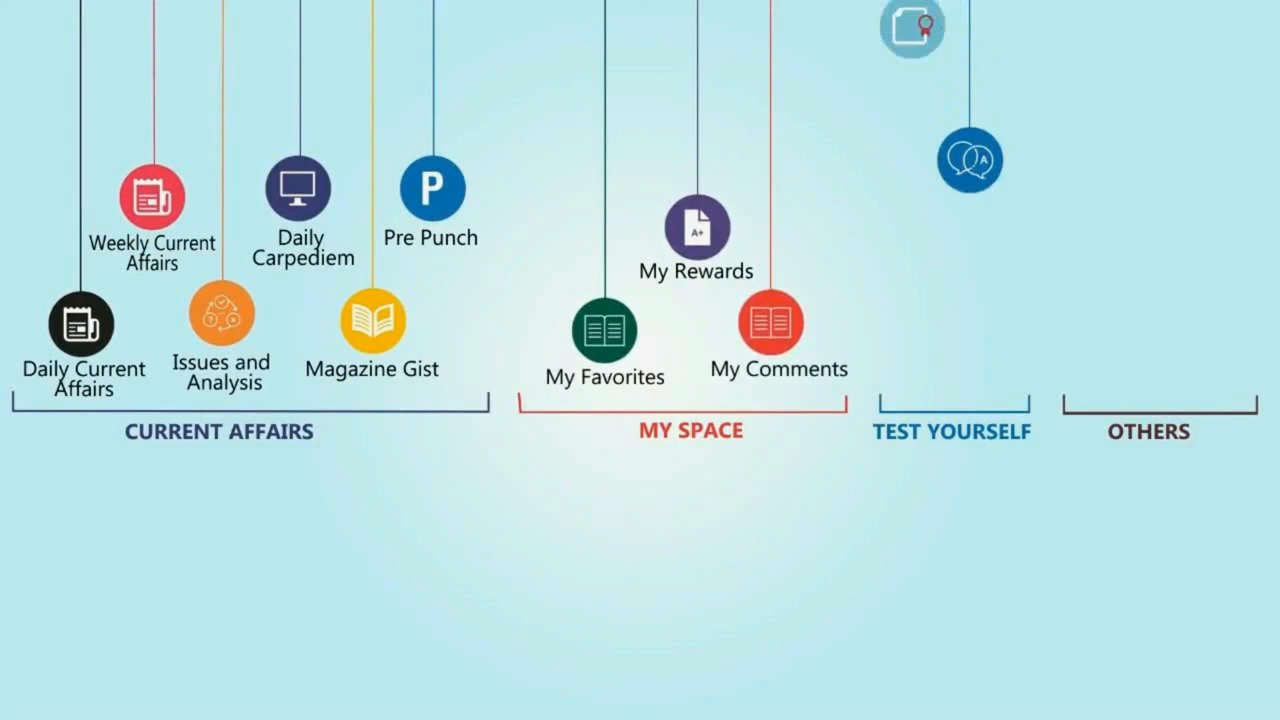 P
Weekly Current
Affairs
Daily
Carpediem
Pre Punch
A
A+
My Rewards
Daily Current
Affairs
Issues and
Analysis
Magazine Gist
My Favorites
My Comments
CURRENT AFFAIRS
MY SPACE
TEST YOURSELF
OTHERS